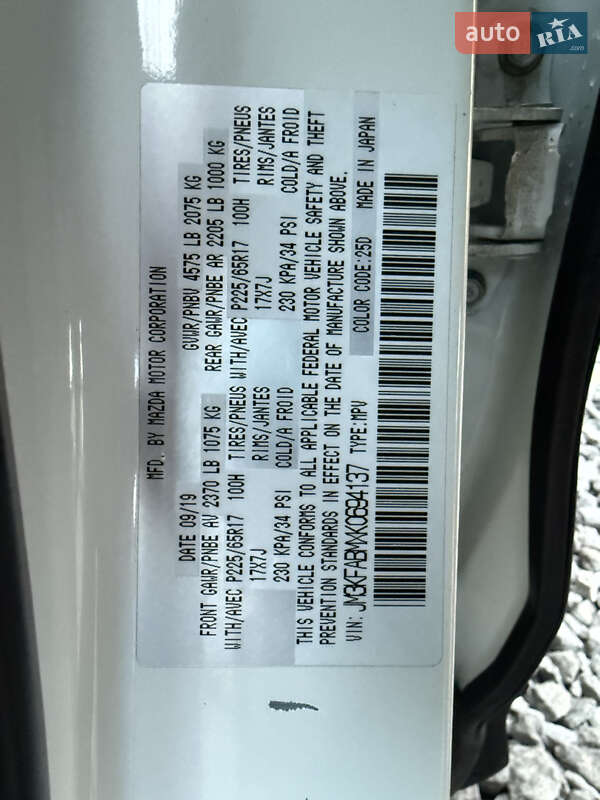 auto RIA.com
MFD. BY MAZDA MOTOR CORPORATION
DATE 09/19 GVWR/PNBV 4575 LB 2075 KG
FRONT GAWR/PNBE AV 2370 LB 1075 KG REAR GAWR/PNBE AR 2205 LB 1000 KG
WITH/AVEC P225/65R17 100H TIRES/PNEUS WITH/AVEC P225/65R17 100H TIRES/PNEUS
17X7J RIMS/JANTES 17X7J RIMS/JANTES
230 KPA/34 PSI COLD/A FROID 230 KPA/34 PSI COLD/A FROID
THIS VEHICLE CONFORMS TO ALL APPLICABLE FEDERAL MOTOR VEHICLE SAFETY AND THEFT
PREVENTION STANDARDS IN EFFECT ON THE DATE OF MANUFACTURE SHOWN ABOVE.
VIN: JM3KFABMXK0694137 TYPE:MPV COLOR CODE:25D MADE IN JAPAN